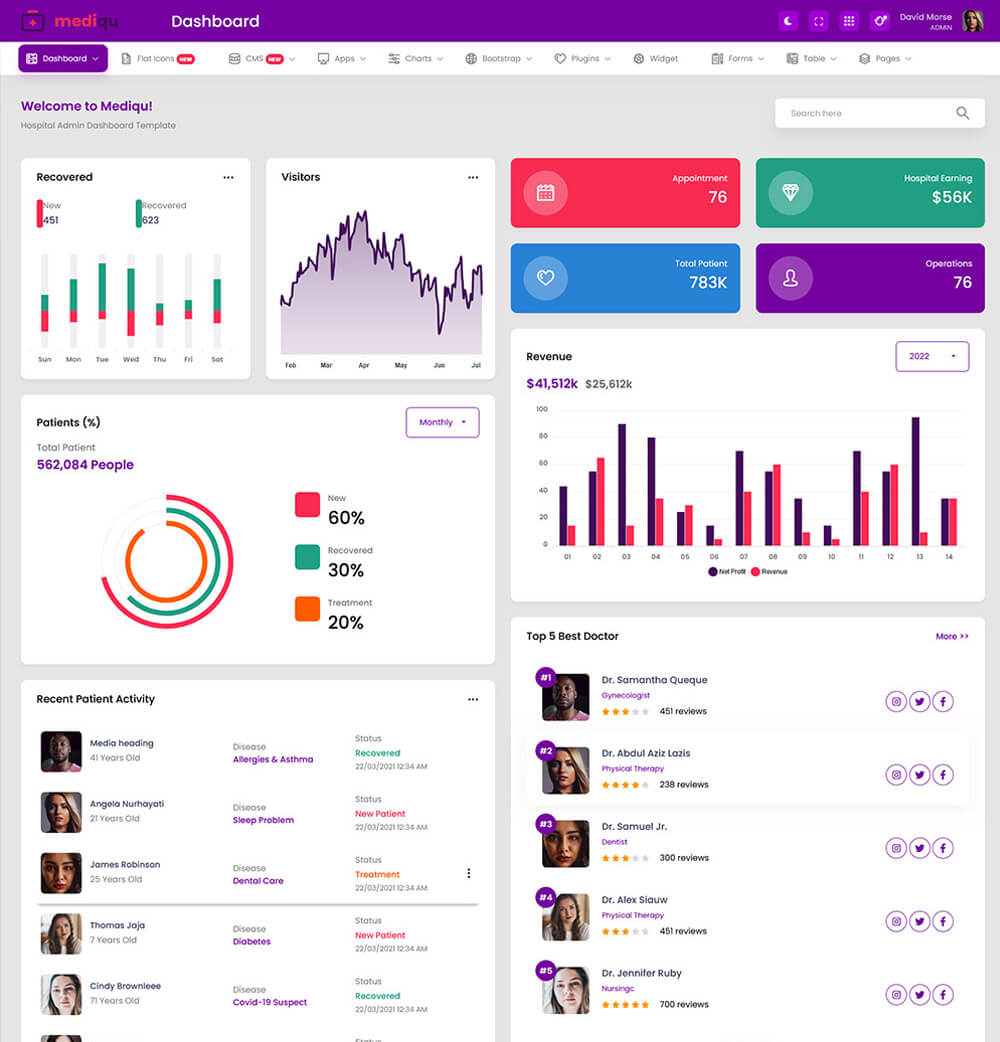 mediqu
Dashboard
David Morse
ADMIN
Dashboard
Flat Icons NEW
CMS NEW
Apps
Charts
Bootstrap
Plugins
Widget
Forms
Table
Pages
Welcome to Mediqu!
Hospital Admin Dashboard Template
Search here
Recovered
New
451
Recovered
623
Sun Mon Tue Wed Thu Fri Sat
Visitors
Feb Mar Apr May Jun Jul
Appointment
76
Hospital Earning
$56K
Total Patient
783K
Operations
76
Patients (%)
Monthly
Total Patient
562,084 People
New
60%
Recovered
30%
Treatment
20%
Revenue
2022
$41,512k $25,612k
100
80
60
40
20
0
01 02 03 04 05 06 07 08 09 10 11 12 13 14
Net Profit Revenue
Recent Patient Activity
Media heading
41 Years Old
Disease
Allergies & Asthma
Status
Recovered
22/03/2021 12:34 AM
Angela Nurhayati
21 Years Old
Disease
Sleep Problem
Status
New Patient
22/03/2021 12:34 AM
James Robinson
25 Years Old
Disease
Dental Care
Status
Treatment
22/03/2021 12:34 AM
Thomas Jaja
7 Years Old
Disease
Diabetes
Status
New Patient
22/03/2021 12:34 AM
Cindy Brownleee
71 Years Old
Disease
Covid-19 Suspect
Status
Recovered
22/03/2021 12:34 AM
Status
Top 5 Best Doctor
More >>
#1
Dr. Samantha Queque
Gynecologist
451 reviews
#2
Dr. Abdul Aziz Lazis
Physical Therapy
238 reviews
#3
Dr. Samuel Jr.
Dentist
300 reviews
#4
Dr. Alex Siauw
Physical Therapy
451 reviews
#5
Dr. Jennifer Ruby
Nursingc
700 reviews